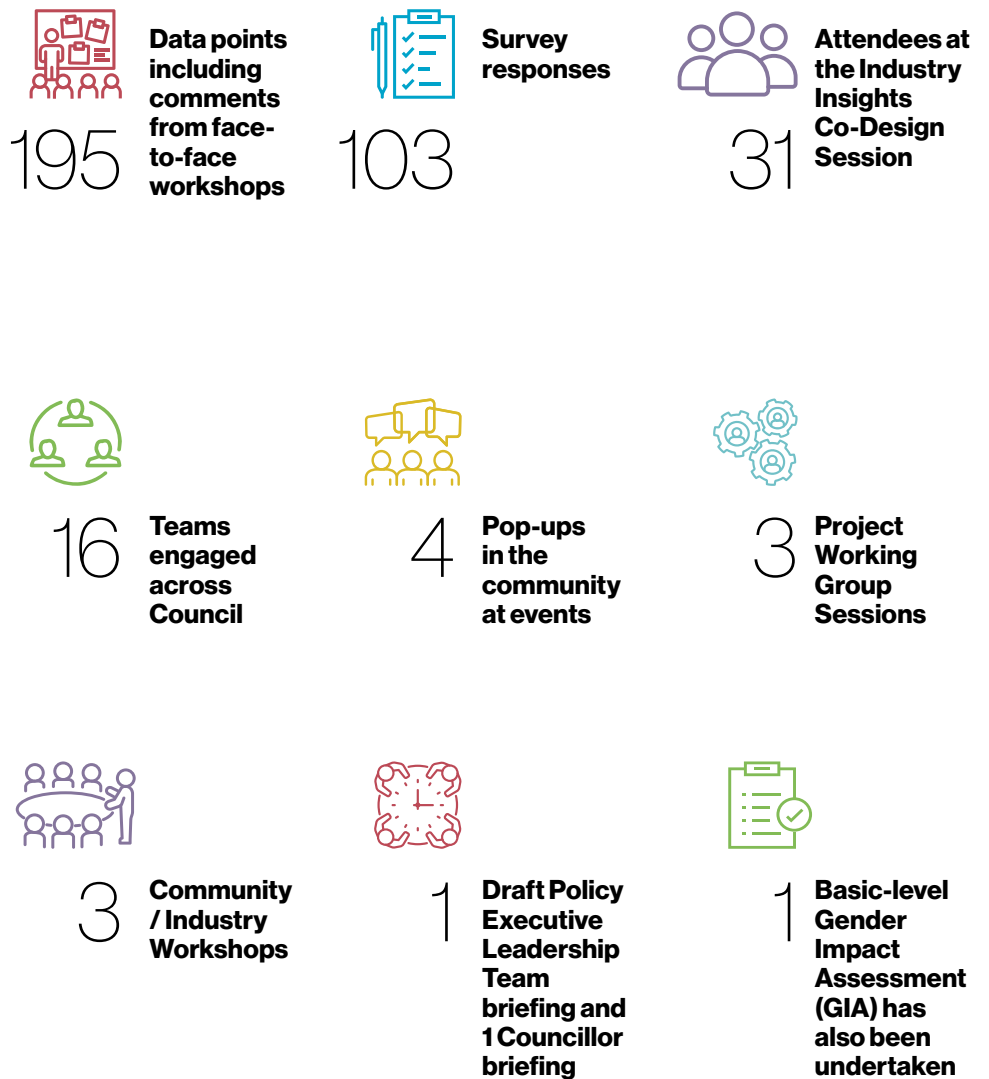 195
Data points
including
comments
from face-
to-face
workshops
103
Survey
responses
31
Attendees at
the Industry
Insights
Co-Design
Session
16
Teams
engaged
across
Council
4
Pop-ups
in the
community
at events
3
Project
Working
Group
Sessions
3
Community
/ Industry
Workshops
1
Draft Policy
Executive
Leadership
Team
briefing and
1 Councillor
briefing
1
Basic-level
Gender
Impact
Assessment
(GIA) has
also been
undertaken